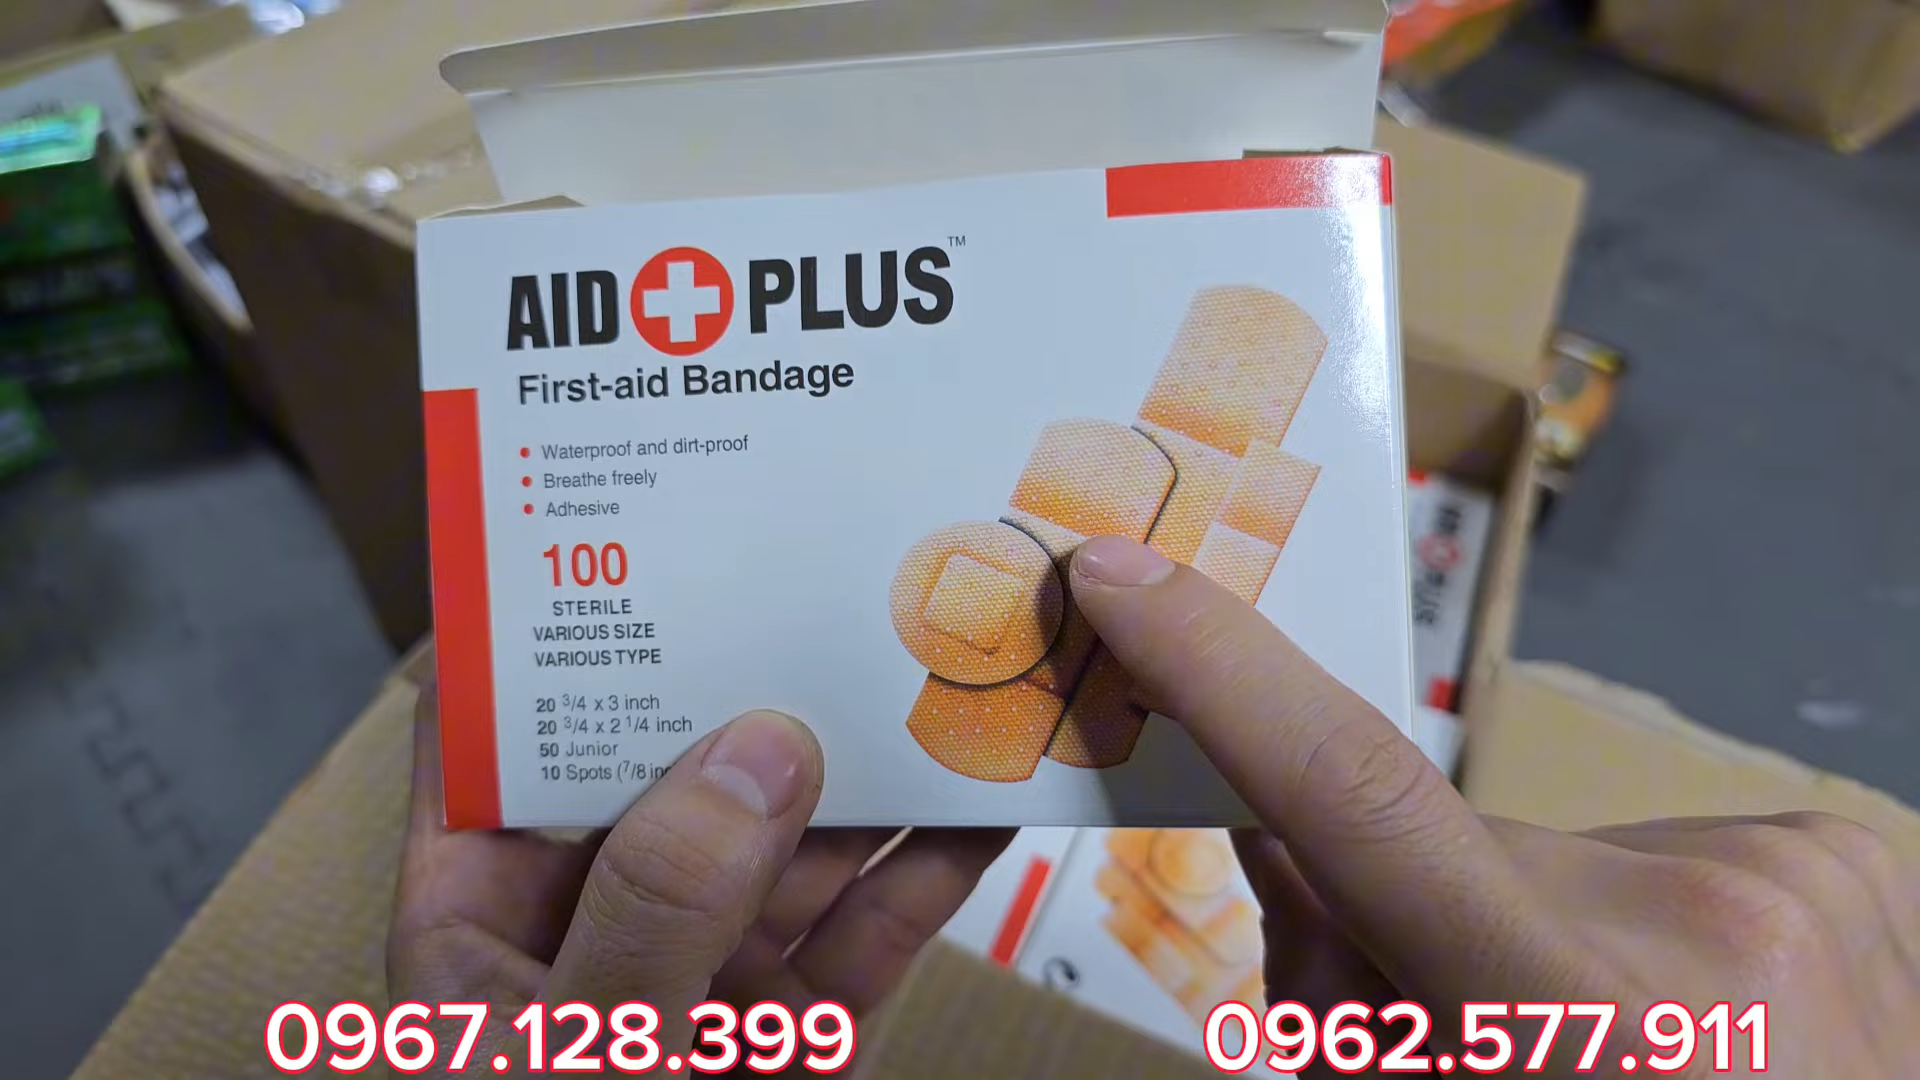 AID PLUS™
First-aid Bandage
Waterproof and dirt-proof
Breathe freely
Adhesive
100
STERILE
VARIOUS SIZE
VARIOUS TYPE
20 3/4 x 3 inch
20 3/4 x 2 1/4 inch
50 Junior
10 Spots (7/8
0967.128.399
0962.577.911